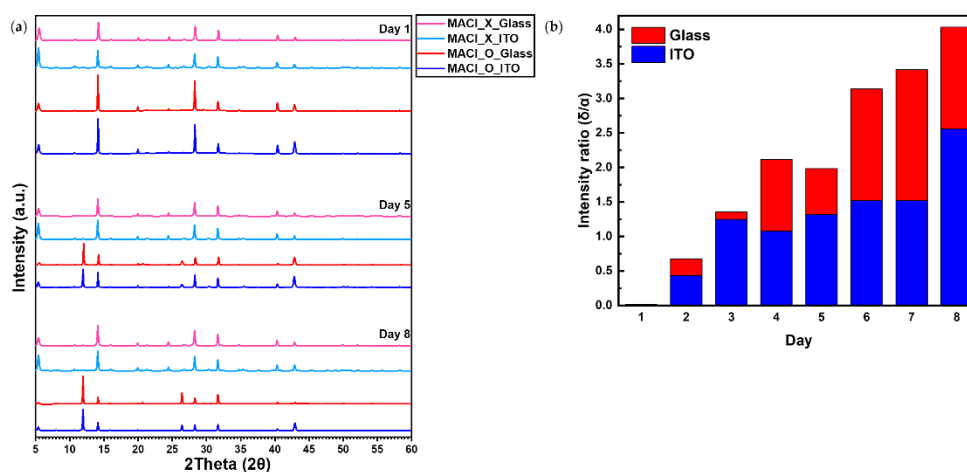 (a)
Day 1
Day 5
Day 8
MACl_X_Glass
MACl_X_ITO
MACl_O_Glass
MACl_O_ITO
Intensity (a.u.)
5 10 15 20 25 30 35 40 45 50 55 60
2Theta (2θ)
(b)
Glass
ITO
4.0
3.5
3.0
2.5
2.0
1.5
1.0
0.5
0.0
Intensity ratio (δ/α)
1 2 3 4 5 6 7 8
Day